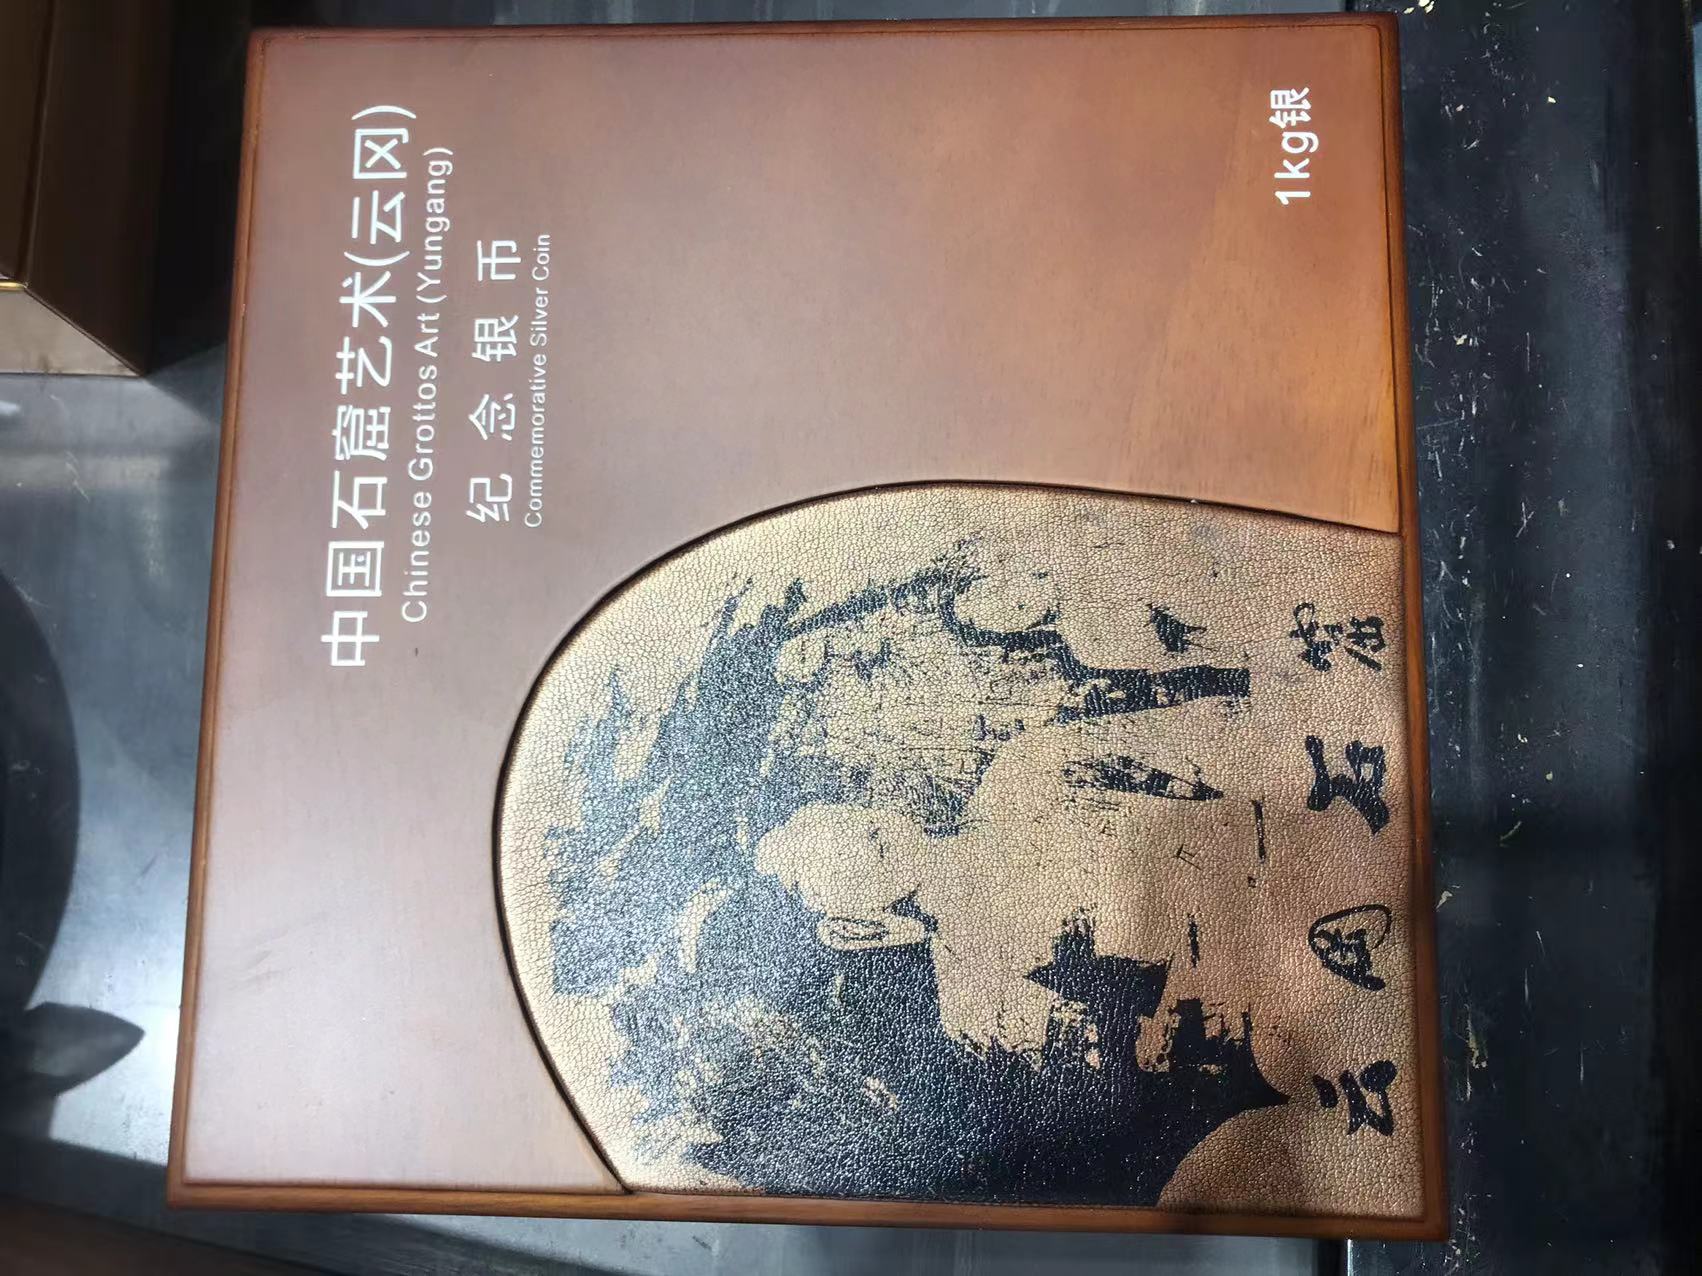 中国石窟艺术(云冈)
Chinese Grottos Art (Yungang)
纪念银币
Commemorative Silver Coin
1kg银
云冈石窟